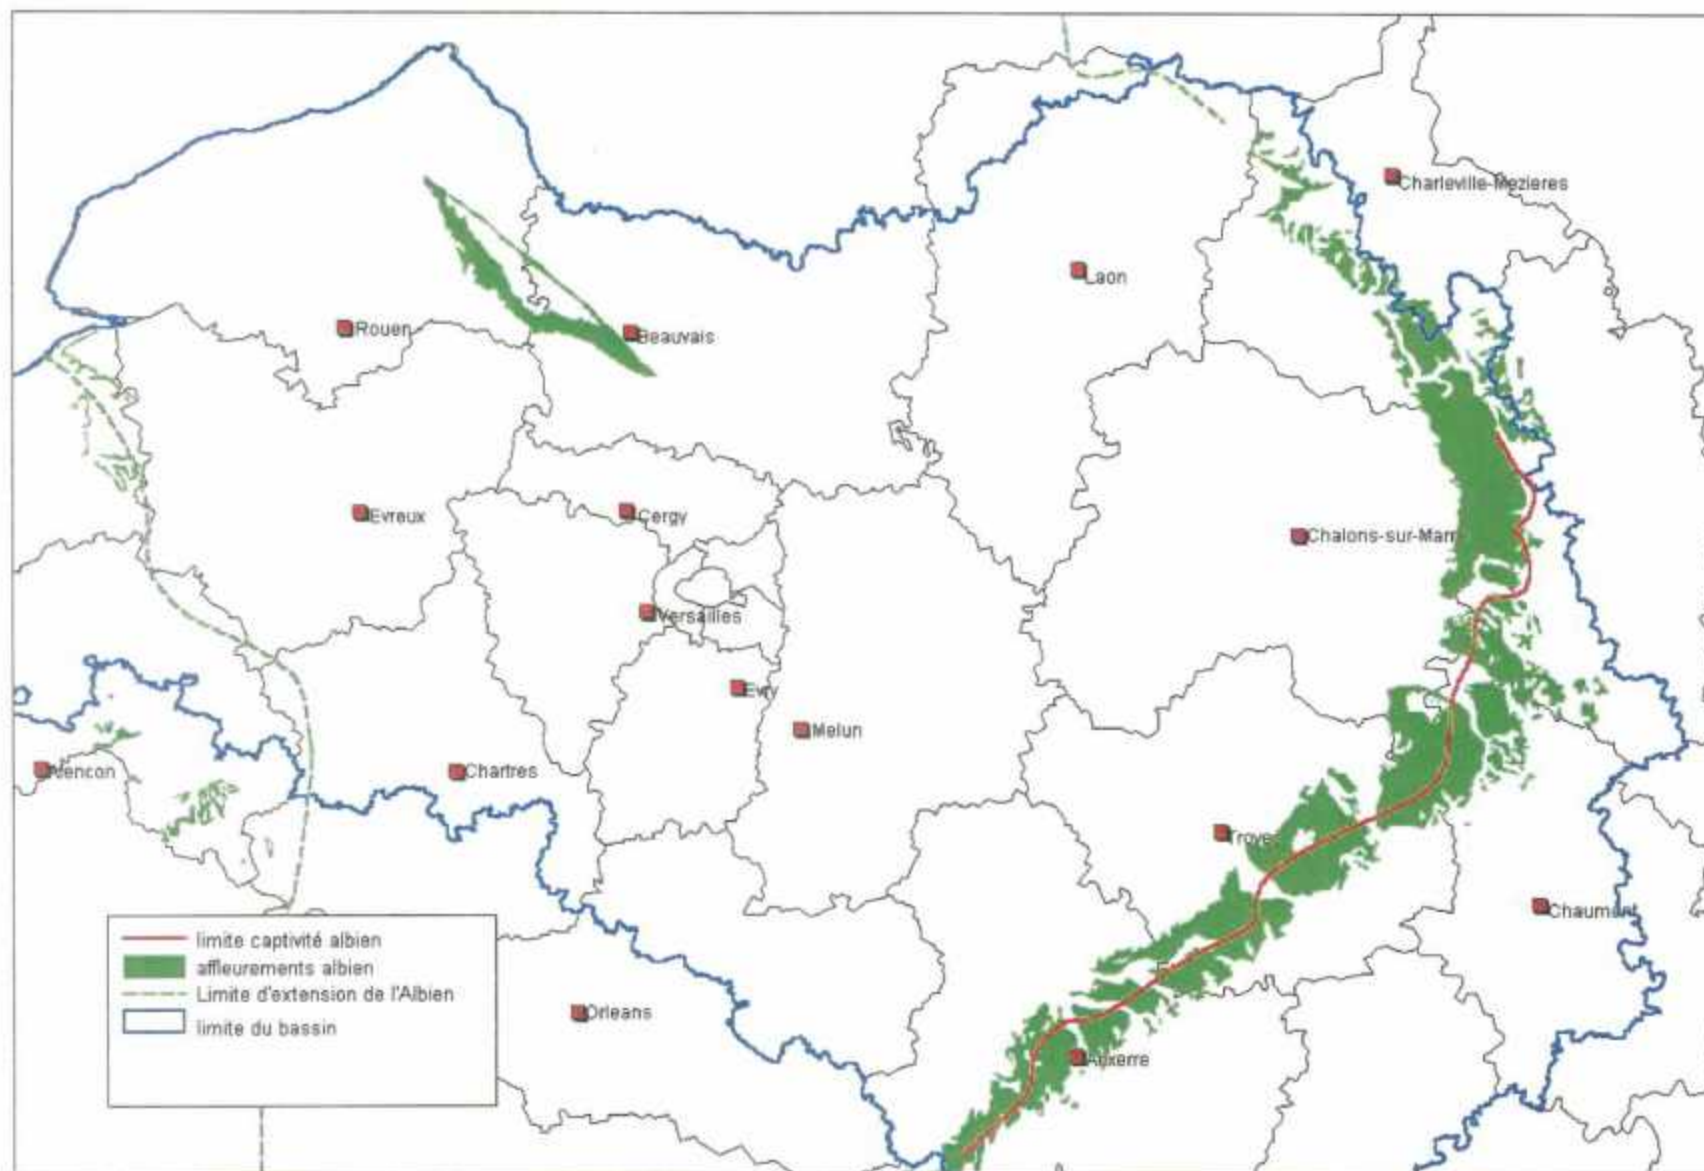 Charleville-Mezieres
Laon
Rouen
Beauvais
Evreux
Cergy
Chalons-sur-Marn
Versailles
Evry
Melun
Alencon
Chartres
Troyes
Chaumont
limite captivité albien
affleurements albien
Limite d'extension de l'Albien
limite du bassin
Orleans
Auxerre